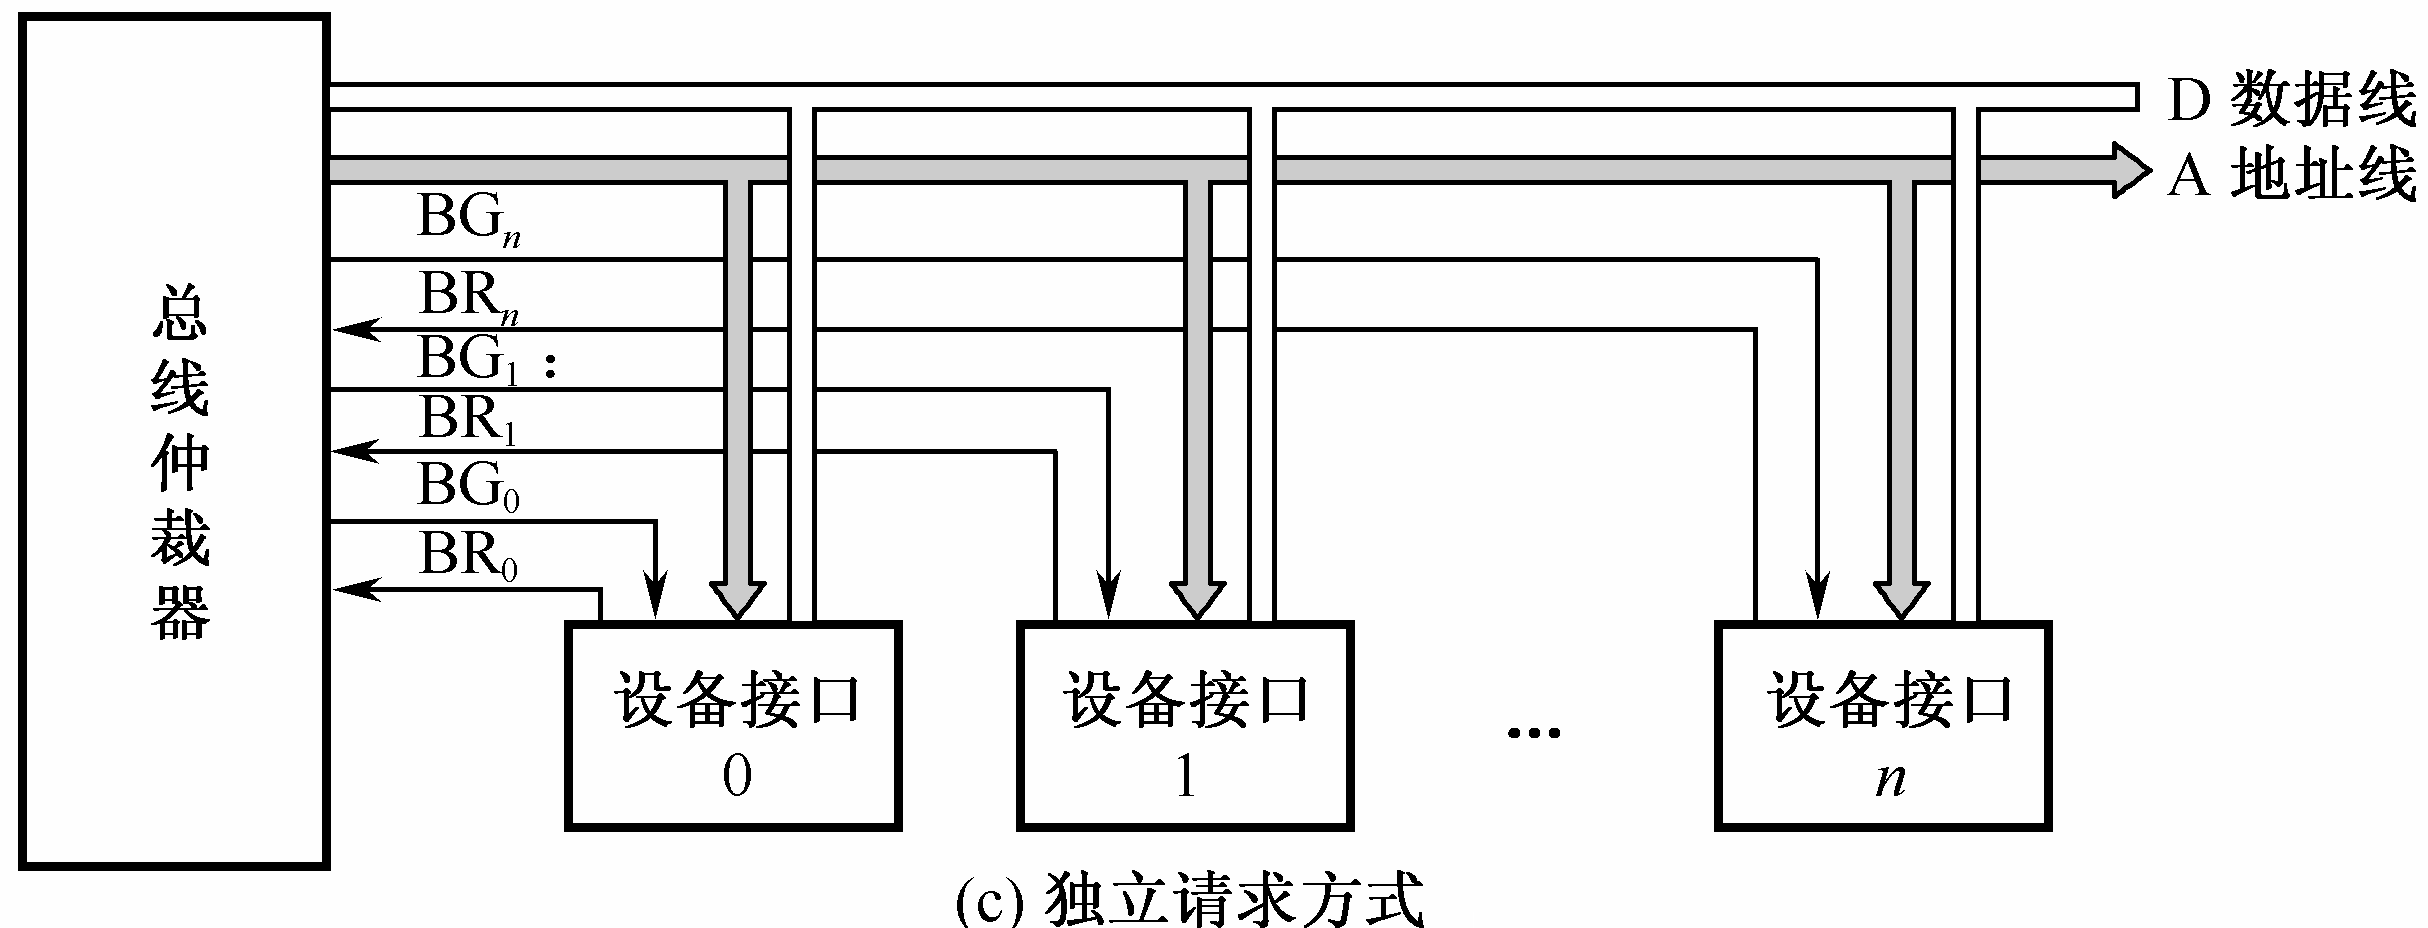 D 数据线
A 地址线
BGn
BRn
BG1 :
BR1
BG0
BR0
总线仲裁器
设备接口
0
设备接口
1
...
设备接口
n
(c) 独立请求方式